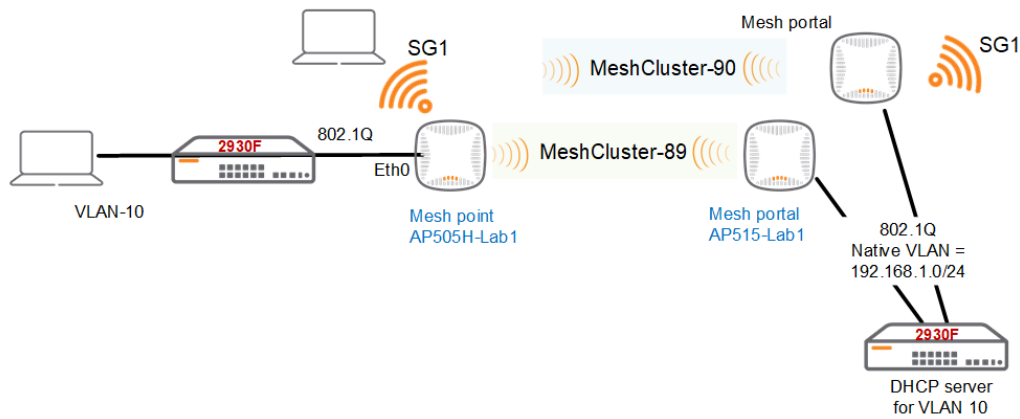 Mesh portal
SG1
SG1
MeshCluster-90
2930F
802.1Q
Eth0
MeshCluster-89
VLAN-10
Mesh point
AP505H-Lab1
Mesh portal
AP515-Lab1
802.1Q
Native VLAN =
192.168.1.0/24
2930F
DHCP server
for VLAN 10